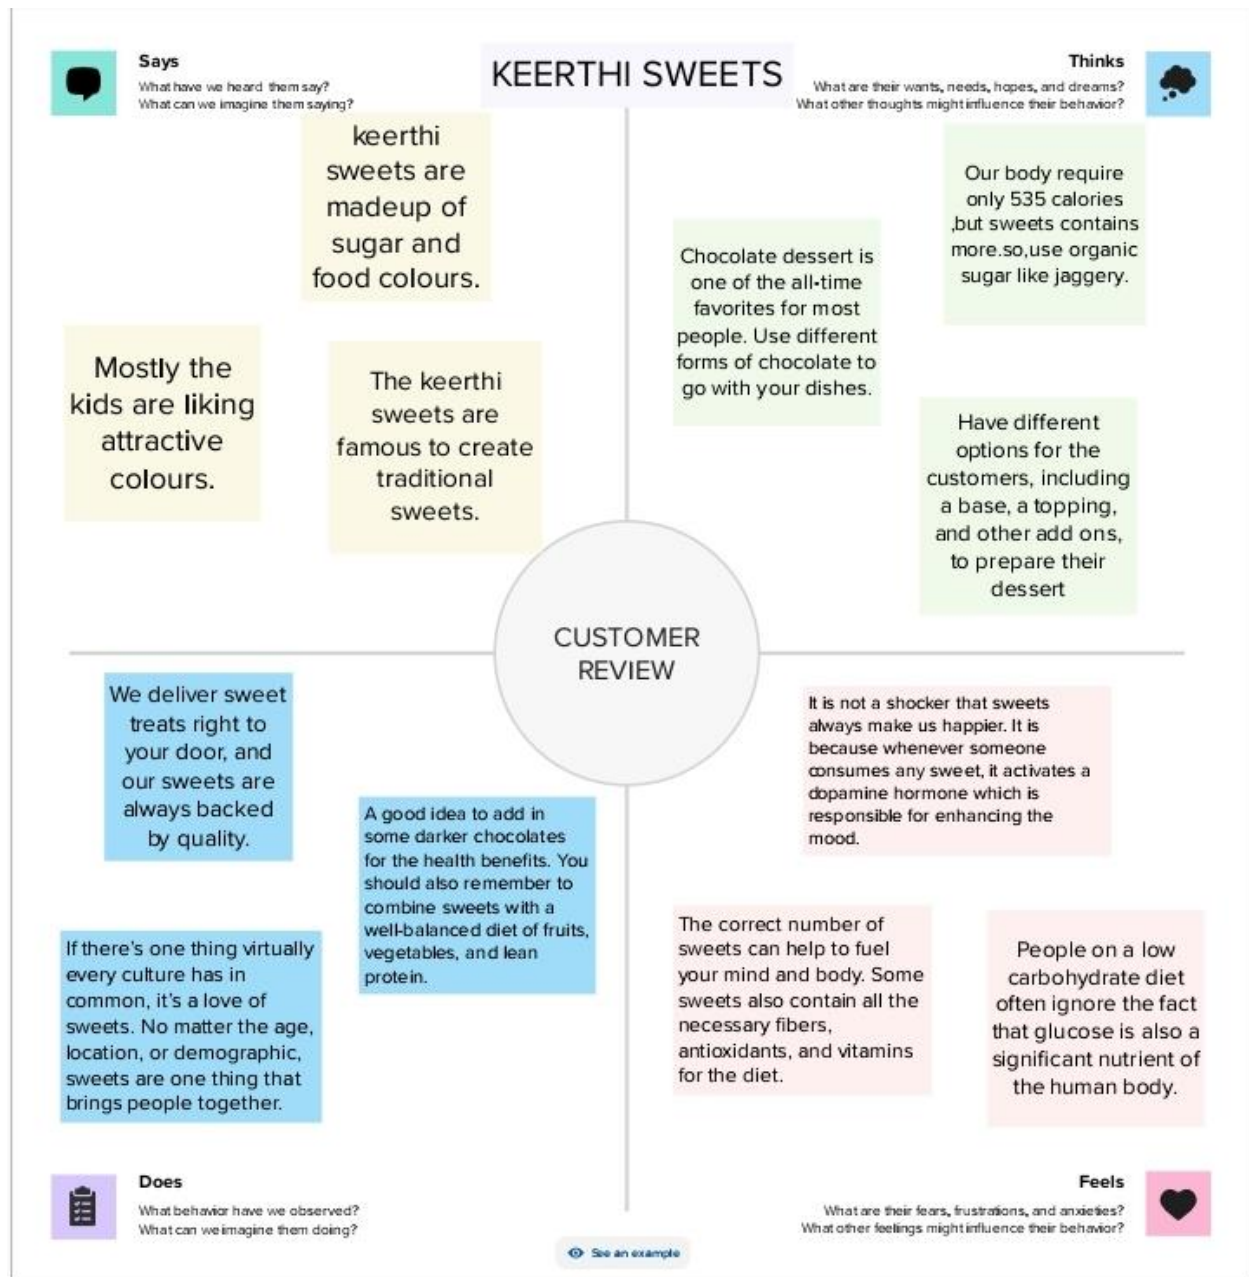 KEERTHI SWEETS
Says
What have we heard them say?
What can we imagine them saying?
keerthi
sweets are
madeup of
sugar and
food colours.
Mostly the
kids are liking
attractive
colours.
The keerthi
sweets are
famous to create
traditional
sweets.
Thinks
What are their wants, needs, hopes, and dreams?
What other thoughts might influence their behavior?
Our body require
only 535 calories
,but sweets contains
more.so,use organic
sugar like jaggery.
Chocolate dessert is
one of the all-time
favorites for most
people. Use different
forms of chocolate to
go with your dishes.
Have different
options for the
customers, including
a base, a topping,
and other add ons,
to prepare their
dessert
CUSTOMER
REVIEW
We deliver sweet
treats right to
your door, and
our sweets are
always backed
by quality.
A good idea to add in
some darker chocolates
for the health benefits. You
should also remember to
combine sweets with a
well-balanced diet of fruits,
vegetables, and lean
protein.
If there's one thing virtually
every culture has in
common, it's a love of
sweets. No matter the age,
location, or demographic,
sweets are one thing that
brings people together.
Does
What behavior have we observed?
What can we imagine them doing?
It is not a shocker that sweets
always make us happier. It is
because whenever someone
consumes any sweet, it activates a
dopamine hormone which is
responsible for enhancing the
mood.
The correct number of
sweets can help to fuel
your mind and body. Some
sweets also contain all the
necessary fibers,
antioxidants, and vitamins
for the diet.
People on a low
carbohydrate diet
often ignore the fact
that glucose is also a
significant nutrient of
the human body.
Feels
What are their fears, frustrations, and anxieties?
What other feelings might influence their behavior?
See an example